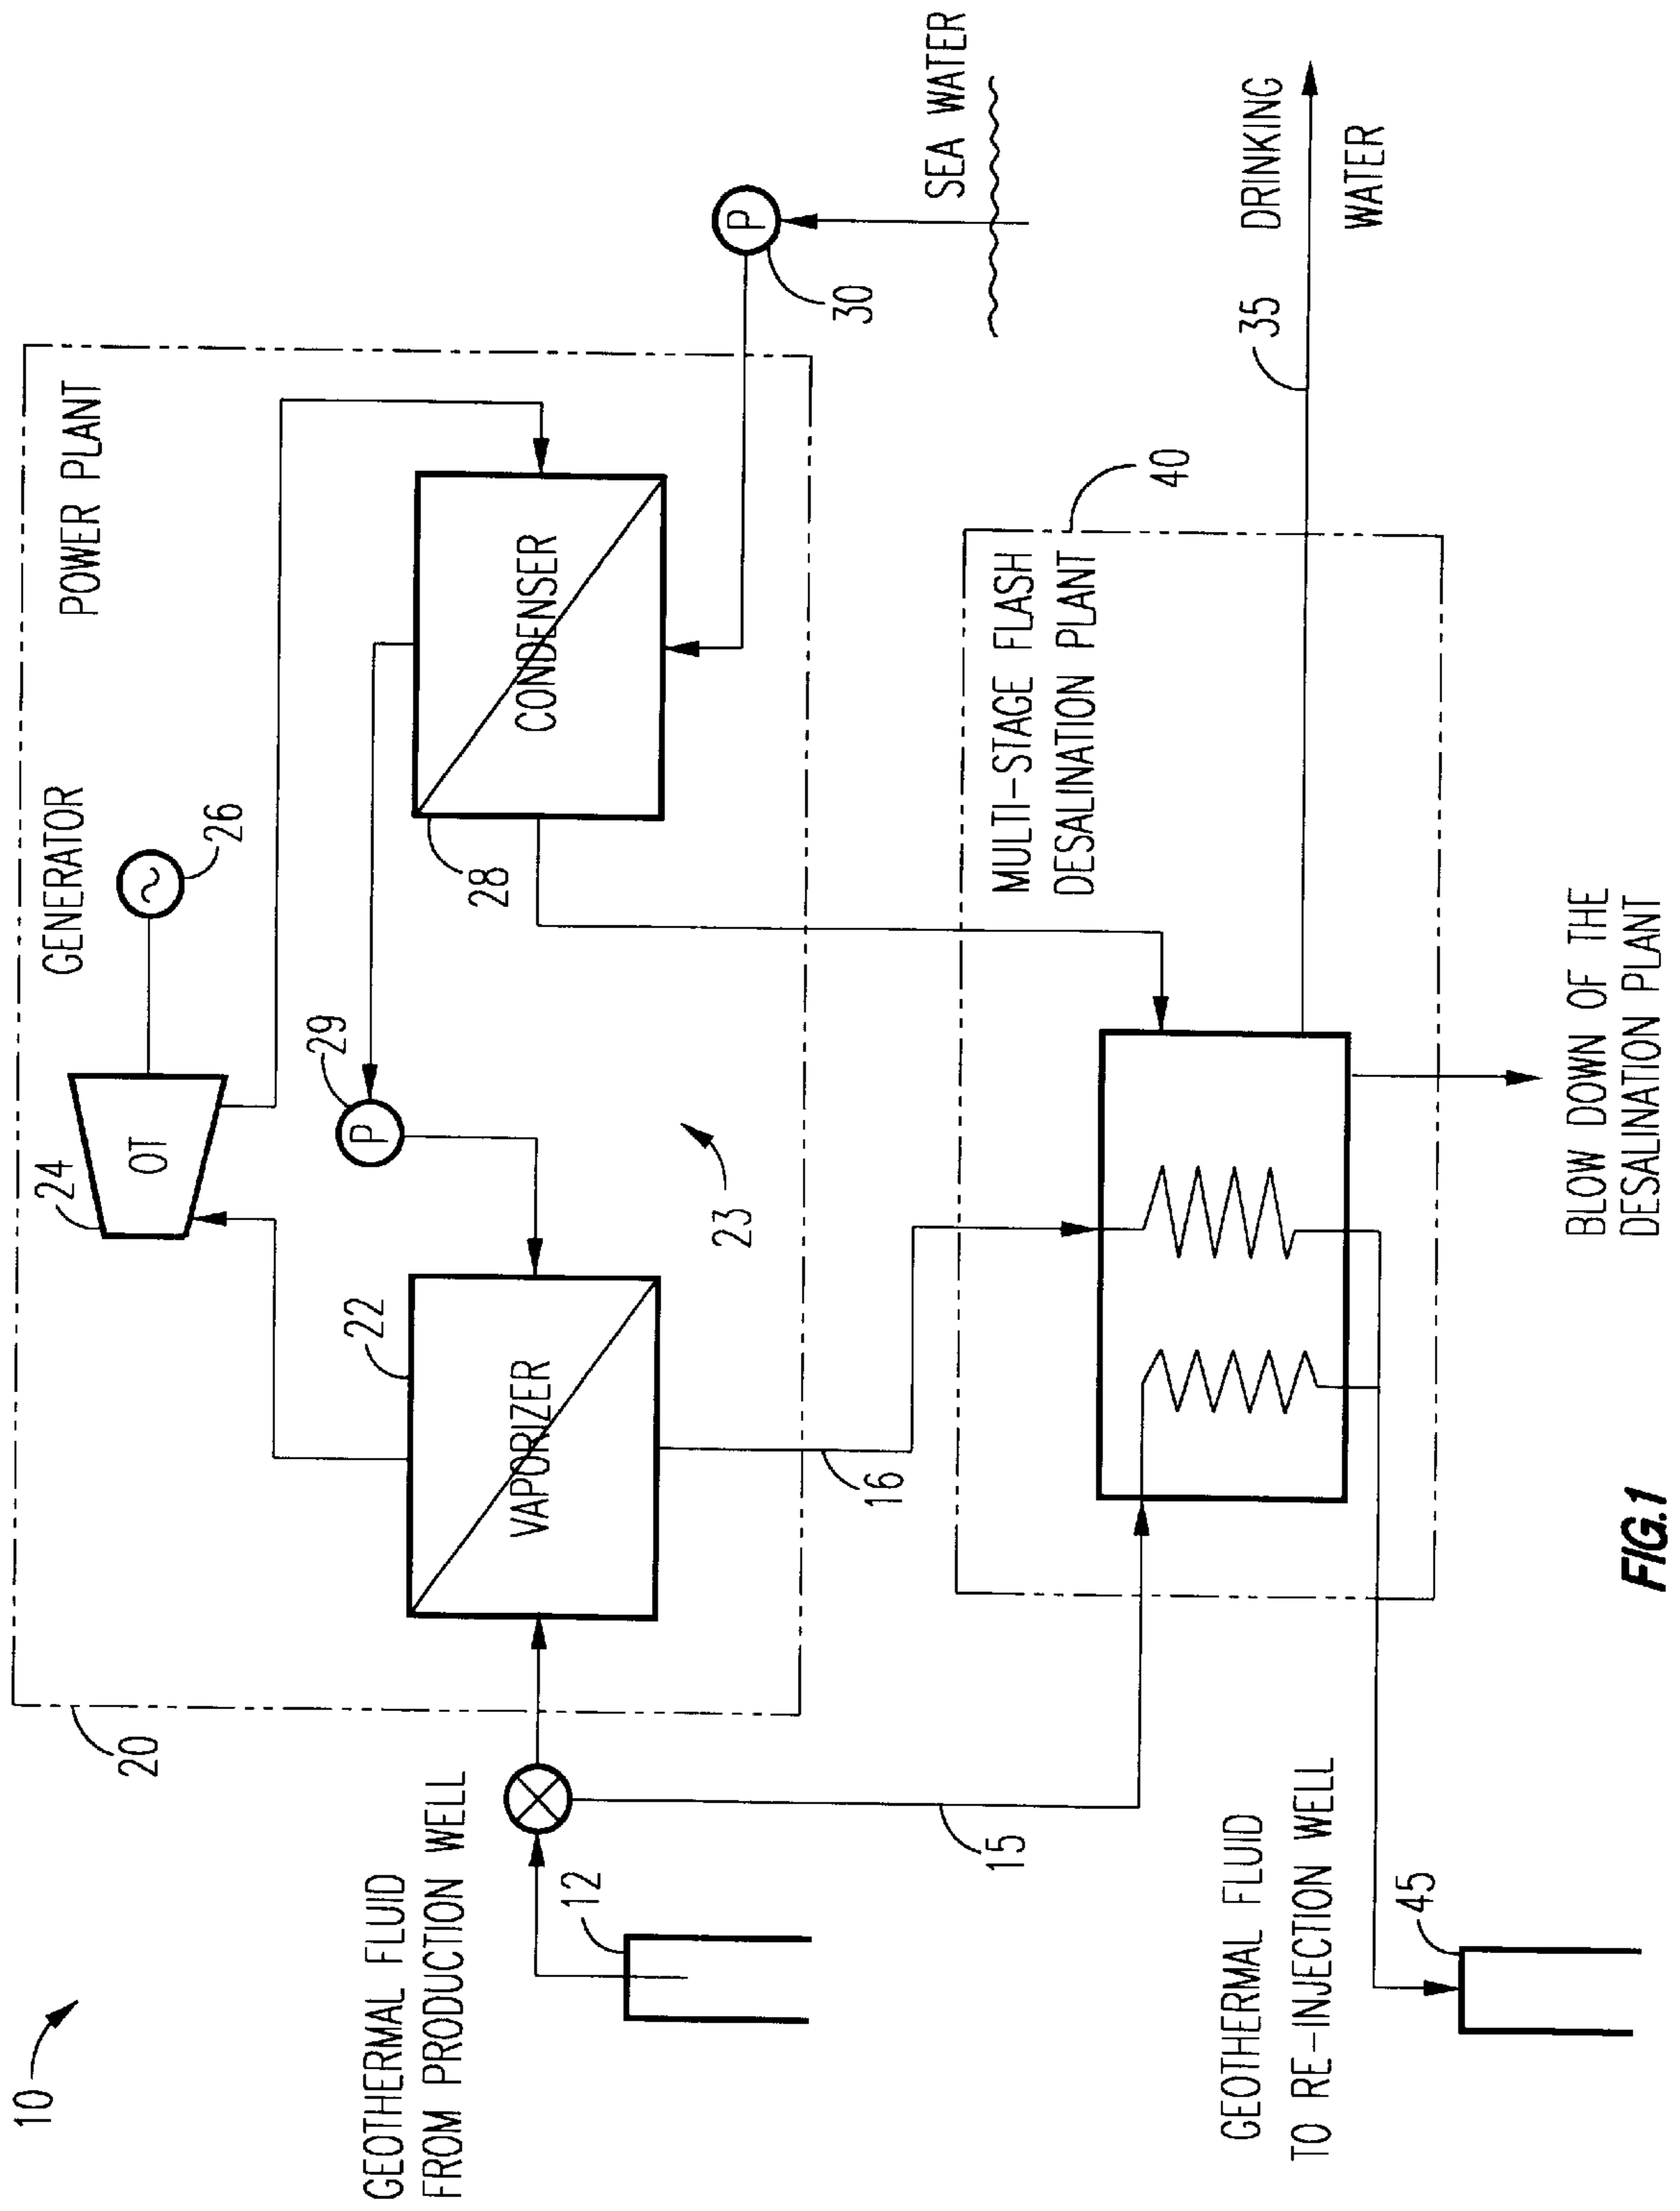 10
20
POWER PLANT
GENERATOR
26
24
OT
29
P
22
VAPORIZER
28
CONDENSER
23
P
30
SEA WATER
GEOTHERMAL FLUID
FROM PRODUCTION WELL
12
15
16
MULTI-STAGE FLASH
DESALINATION PLANT
40
35
DRINKING
WATER
GEOTHERMAL FLUID
TO RE-INJECTION WELL
45
BLOW DOWN OF THE
DESALINATION PLANT
FIG.1